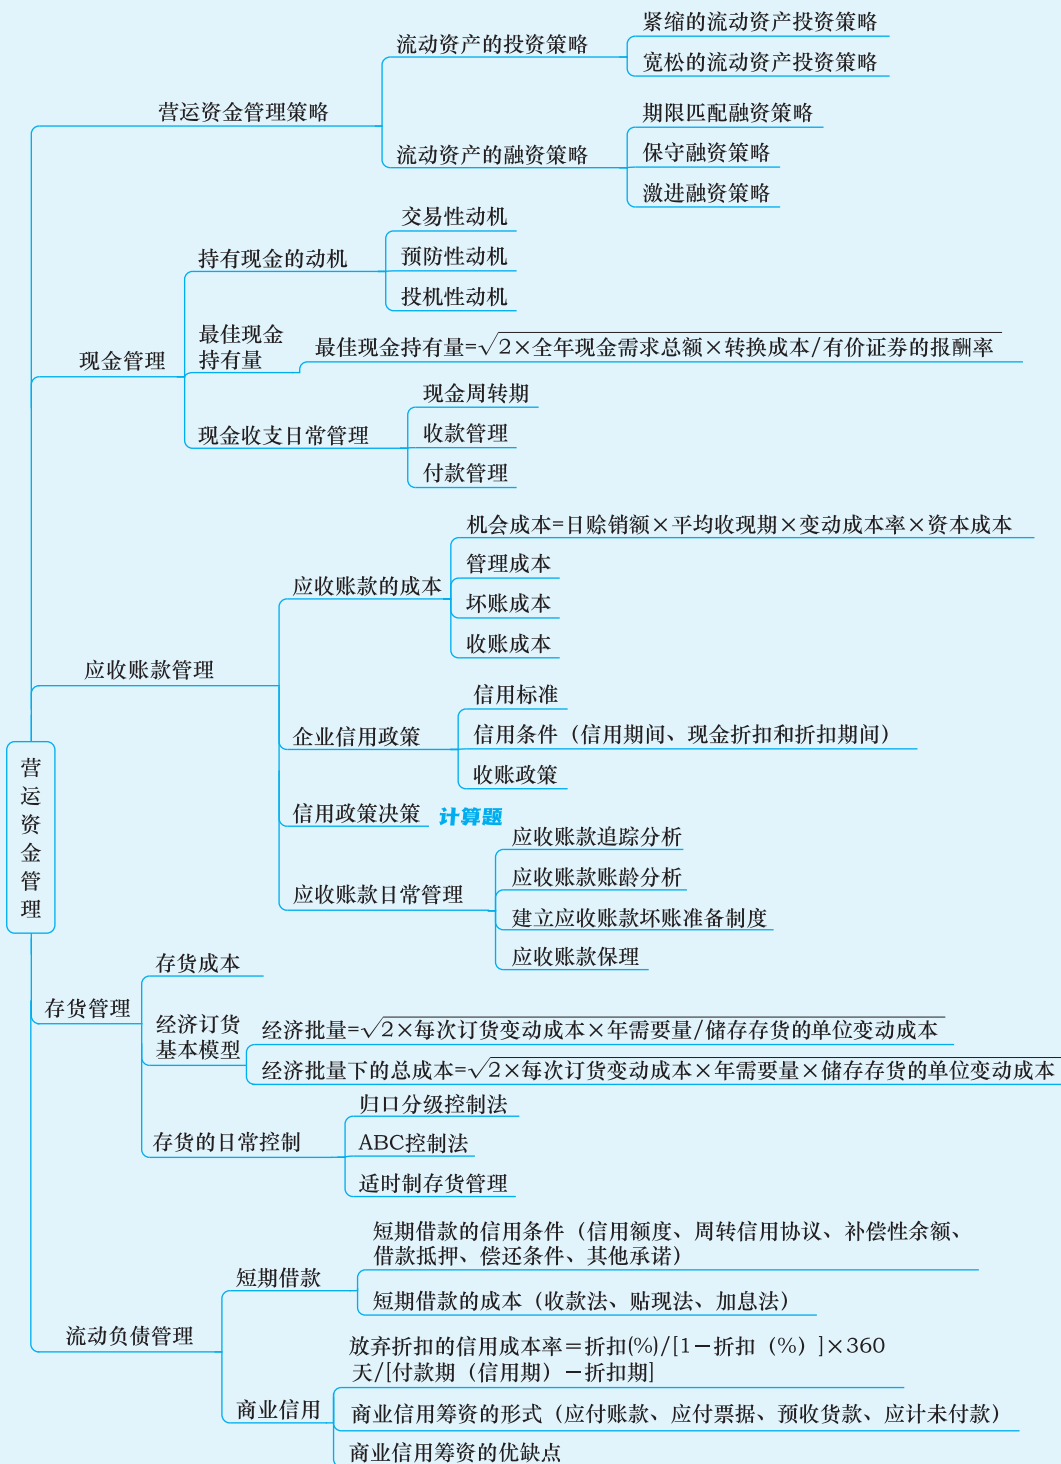 紧缩的流动资产投资策略
流动资产的投资策略
宽松的流动资产投资策略
营运资金管理策略
期限匹配融资策略
流动资产的融资策略
保守融资策略
激进融资策略
交易性动机
持有现金的动机
预防性动机
投机性动机
最佳现金
持有量
最佳现金持有量=√2×全年现金需求总额×转换成本/有价证券的报酬率
现金管理
现金周转期
现金收支日常管理
收款管理
付款管理
机会成本=日赊销额×平均收现期×变动成本率×资本成本
管理成本
应收账款的成本
坏账成本
收账成本
应收账款管理
信用标准
企业信用政策
信用条件（信用期间、现金折扣和折扣期间）
收账政策
营运资金管理
信用政策决策 计算题
应收账款追踪分析
应收账款账龄分析
应收账款日常管理
建立应收账款坏账准备制度
应收账款保理
存货成本
存货管理
经济订货
基本模型
经济批量=√2×每次订货变动成本×年需要量/储存存货的单位变动成本
经济批量下的总成本=√2×每次订货变动成本×年需要量×储存存货的单位变动成本
归口分级控制法
存货的日常控制
ABC控制法
适时制存货管理
短期借款的信用条件（信用额度、周转信用协议、补偿性余额、
借款抵押、偿还条件、其他承诺）
短期借款
短期借款的成本（收款法、贴现法、加息法）
流动负债管理
放弃折扣的信用成本率＝折扣(%)/[1－折扣（%）]×360
天/[付款期（信用期）－折扣期]
商业信用
商业信用筹资的形式（应付账款、应付票据、预收货款、应计未付款）
商业信用筹资的优缺点